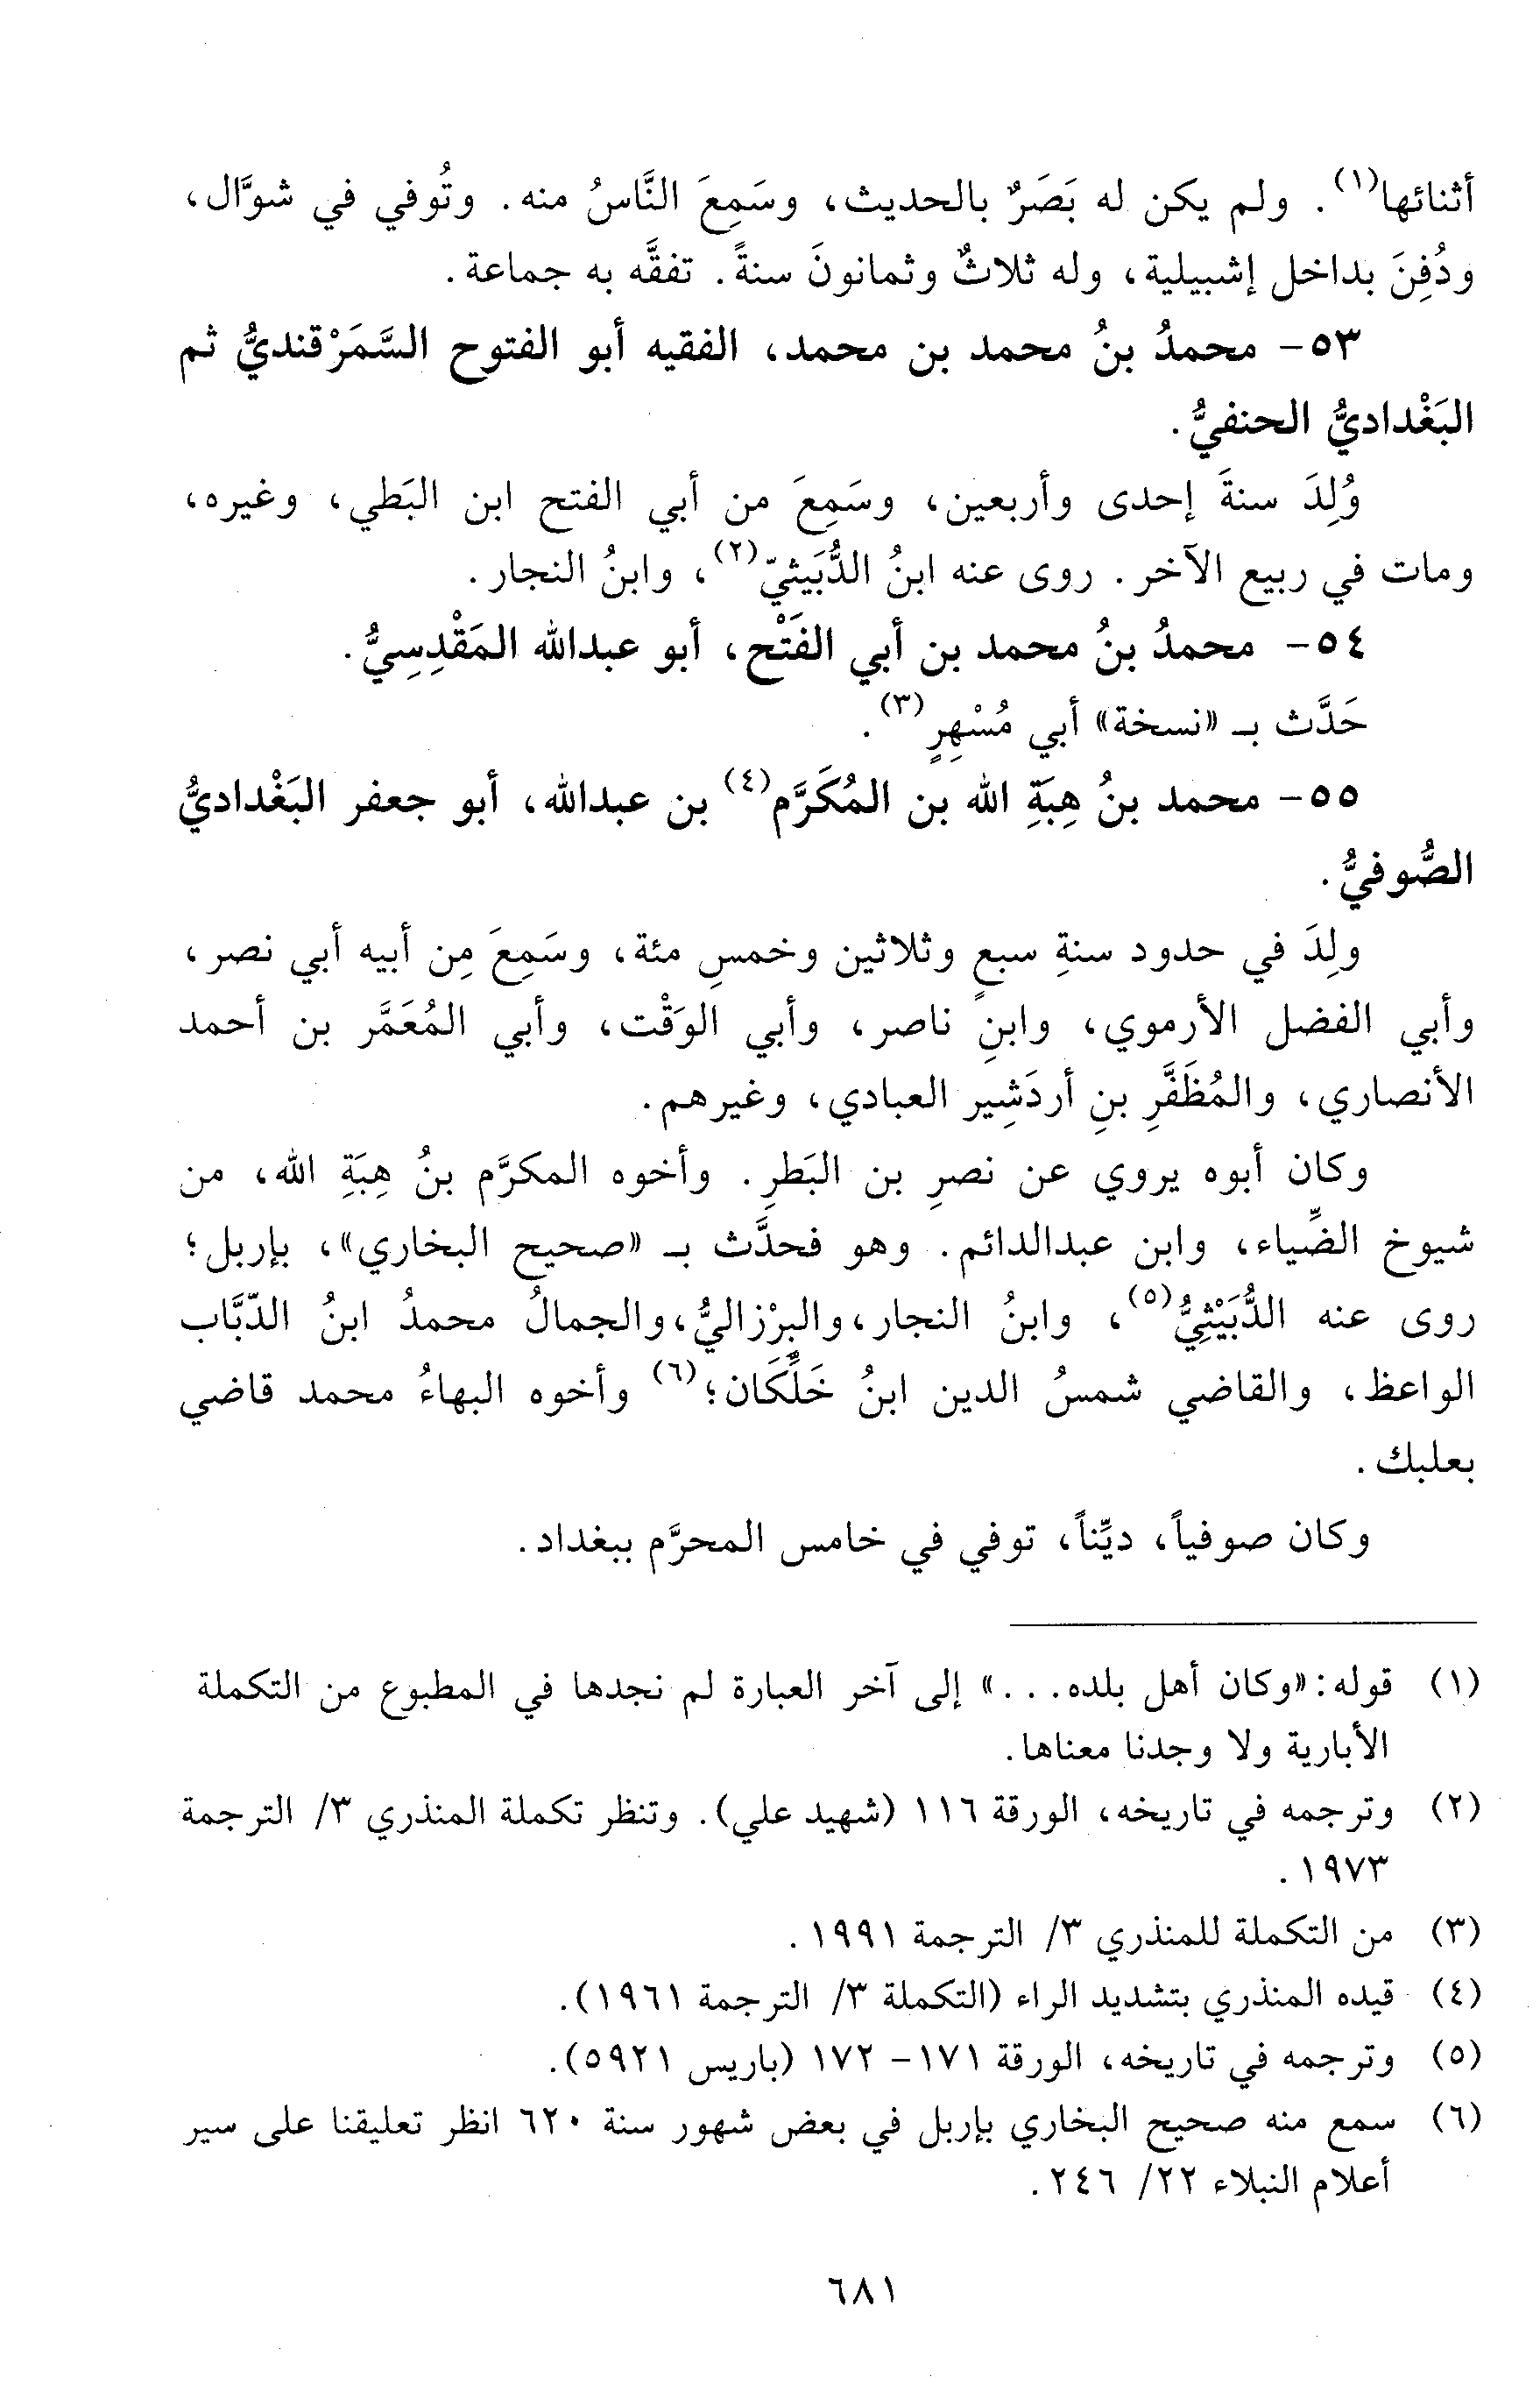 أثنائها(١). ولم يكن له بَصَرٌ بالحديث، وسَمِعَ النَّاسُ منه. وتُوفي في شوَّال،
ودُفِنَ بداخل إشبيلية، وله ثلاثٌ وثمانونَ سنةً. تفقَّه به جماعة.
٥٣- محمدُ بنُ محمد بن محمد، الفقيه أبو الفتوح السَّمَرْقنديُّ ثم
البَغْداديُّ الحنفيُّ.
وُلِدَ سنةَ إحدى وأربعين، وسَمِعَ من أبي الفتح ابن البَطي، وغيره،
ومات في ربيع الآخر. روى عنه ابنُ الدُّبَيثيّ(٢)، وابنُ النجار.
٥٤- محمدُ بنُ محمد بن أبي الفَتْح، أبو عبدالله المَقْدِسِيُّ.
حَدَّث بـ «نسخة» أبي مُسْهِرٍ(٣).
٥٥- محمد بنُ هِبَةِ الله بن المُكَرَّم(٤) بن عبدالله، أبو جعفر البَغْداديُّ
الصُّوفيُّ.
ولِدَ في حدود سنةِ سبعٍ وثلاثين وخمسِ مئة، وسَمِعَ مِن أبيه أبي نصر،
وأبي الفضل الأرموي، وابنِ ناصر، وأبي الوَقْت، وأبي المُعَمَّر بن أحمد
الأنصاري، والمُظَفَّرِ بنِ أردَشِير العبادي، وغيرهم.
وكان أبوه يروي عن نصرِ بن البَطرِ. وأخوه المكرَّم بنُ هِبَةِ الله، من
شيوخ الضِّياء، وابن عبدالدائم. وهو فحدَّث بـ «صحيح البخاري»، بإربل؛
روى عنه الدُّبَيْثِيُّ(٥)، وابنُ النجار، والبِرْزاليُّ، والجمالُ محمدُ ابنُ الدّبَّاب
الواعظ، والقاضي شمسُ الدين ابنُ خَلِّكَان؛(٦) وأخوه البهاءُ محمد قاضي
بعلبك.
وكان صوفياً، ديِّناً، توفي في خامس المحرَّم ببغداد.
(١) قوله: «وكان أهل بلده...» إلى آخر العبارة لم نجدها في المطبوع من التكملة
الأبارية ولا وجدنا معناها.
(٢) وترجمه في تاريخه، الورقة ١١٦ (شهيد علي). وتنظر تكملة المنذري ٣/ الترجمة
١٩٧٣.
(٣) من التكملة للمنذري ٣/ الترجمة ١٩٩١.
(٤) قيده المنذري بتشديد الراء (التكملة ٣/ الترجمة ١٩٦١).
(٥) وترجمه في تاريخه، الورقة ١٧١- ١٧٢ (باريس ٥٩٢١).
(٦) سمع منه صحيح البخاري بإربل في بعض شهور سنة ٦٢٠ انظر تعليقنا على سير
أعلام النبلاء ٢٢/ ٢٤٦.
٦٨١